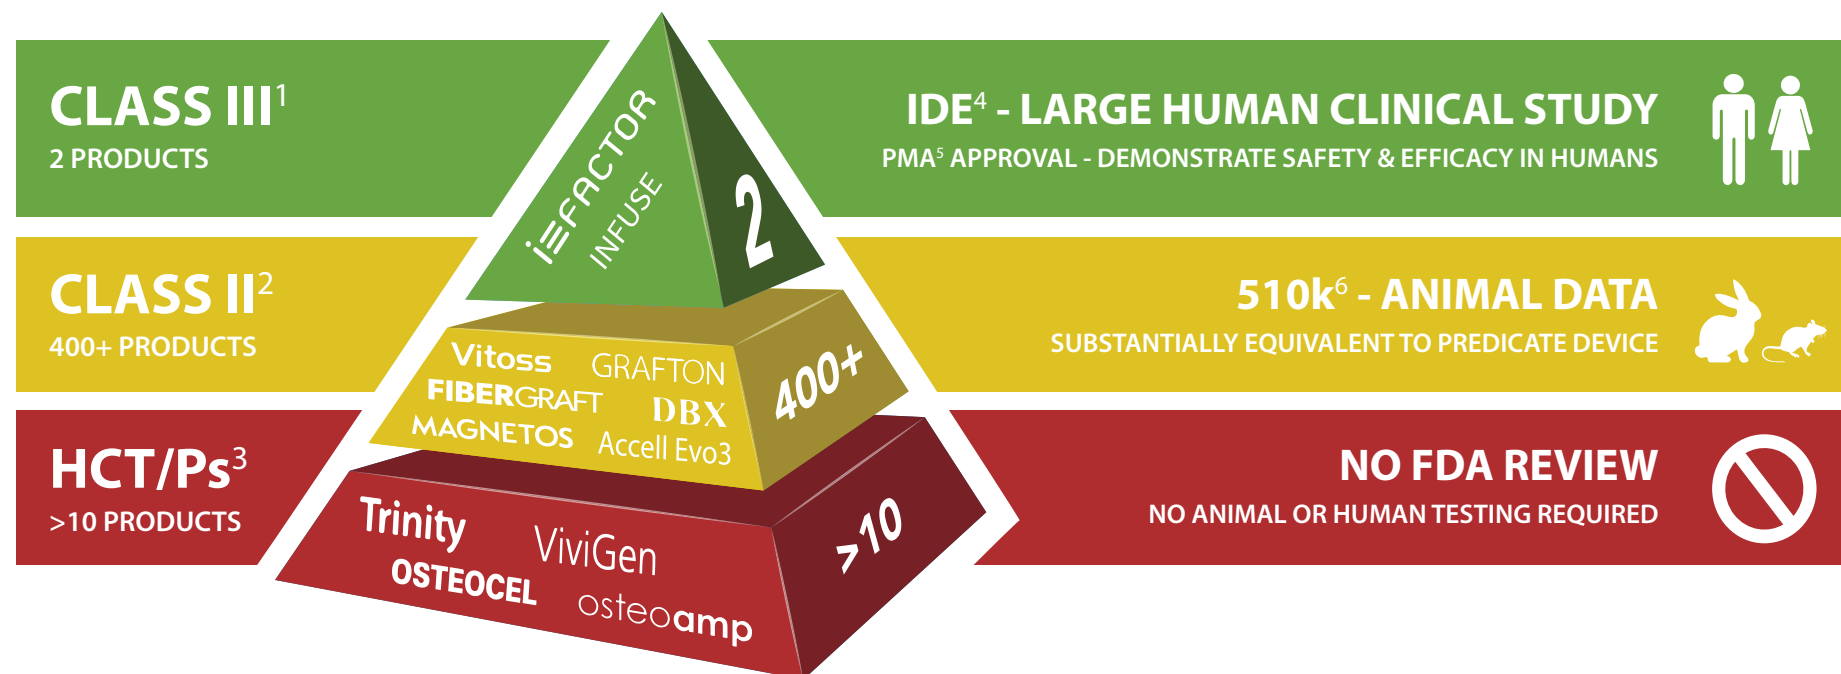 CLASS III1
2 PRODUCTS
i≡FACTOR
INFUSE
2
IDE4 - LARGE HUMAN CLINICAL STUDY
PMA5 APPROVAL - DEMONSTRATE SAFETY & EFFICACY IN HUMANS
CLASS II2
400+ PRODUCTS
Vitoss
GRAFTON
FIBERGRAFT
DBX
MAGNETOS
Accell Evo3
400+
510k6 - ANIMAL DATA
SUBSTANTIALLY EQUIVALENT TO PREDICATE DEVICE
HCT/Ps3
>10 PRODUCTS
Trinity
ViviGen
OSTEOCEL
osteoamp
>10
NO FDA REVIEW
NO ANIMAL OR HUMAN TESTING REQUIRED